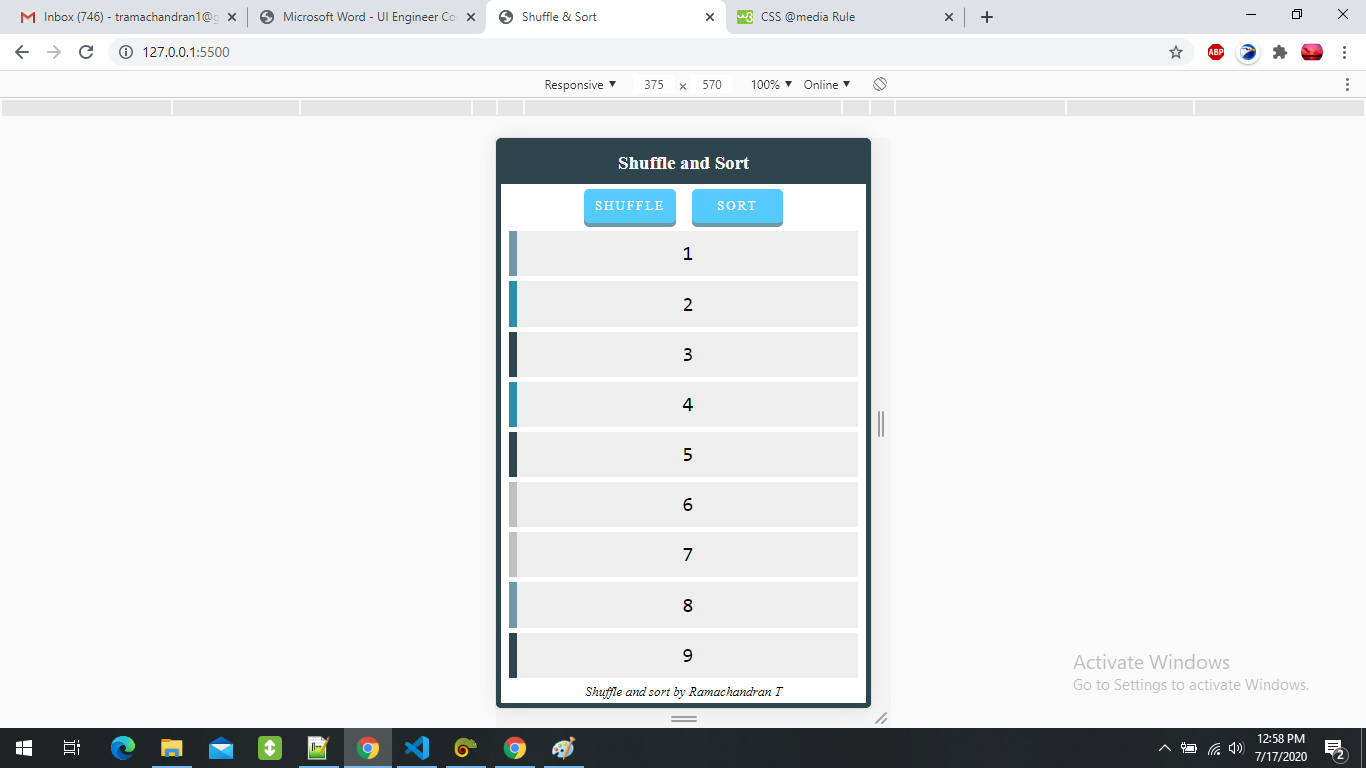 Inbox (746) - tramachandran1@g
Microsoft Word - UI Engineer Co
Shuffle & Sort
CSS @media Rule
127.0.0.1:5500
ABP
Responsive ▼ 375 × 570 100% ▼ Online ▼
Shuffle and Sort
SHUFFLE SORT
1
2
3
4
5
6
7
8
9
Shuffle and sort by Ramachandran T
Activate Windows
Go to Settings to activate Windows.
12:58 PM
7/17/2020
2